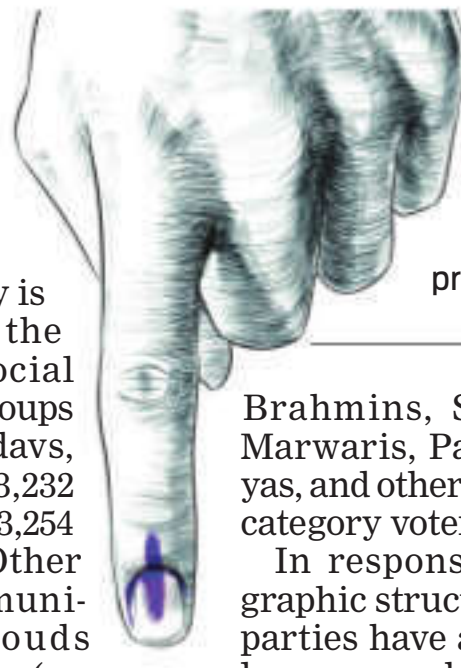 y is
the
ocial
oups
davs,
3,232
3,254
Other
muni-
ouds
pr
Brahmins, S
Marwaris, Pa
yas, and other
category voter
In respons
graphic struct
parties have a